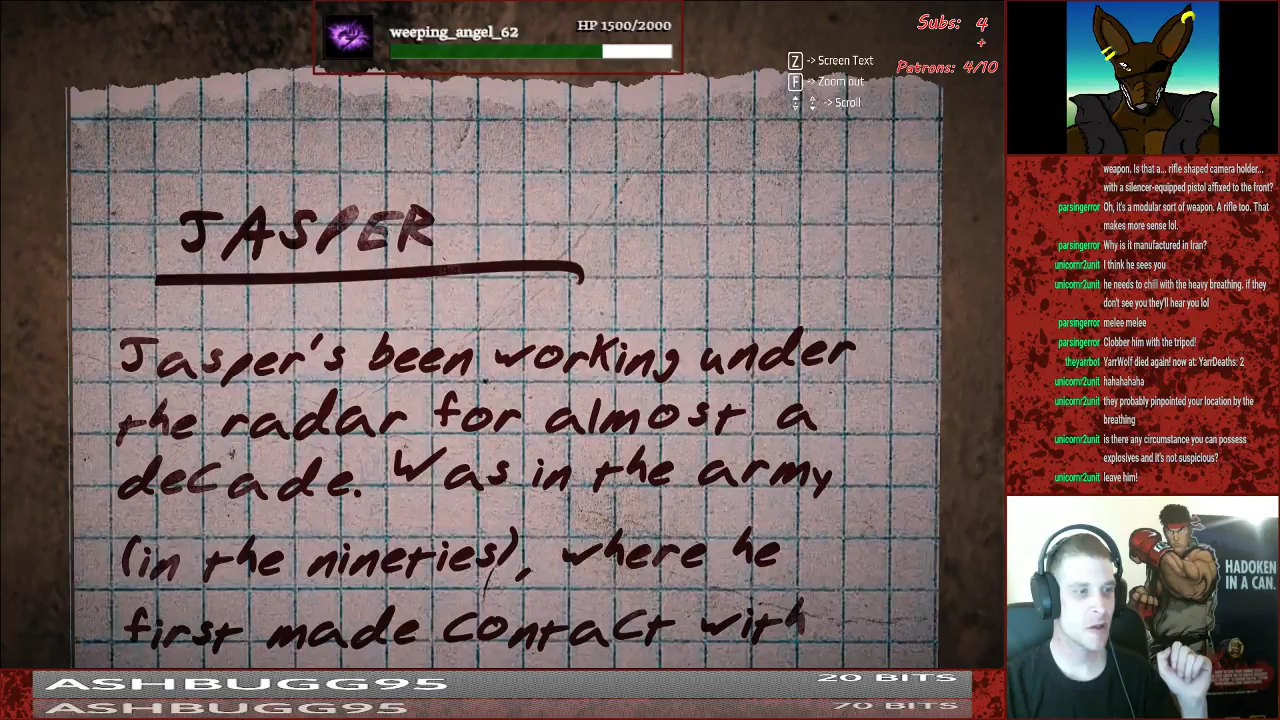 weeping_angel_62
HP 1500/2000
Subs: 4
+
Patrons: 4/10
Z -> Screen Text
F -> Zoom out
-> Scroll
JASPER
Jasper's been working under
the radar for almost a
decade. Was in the army
(in the nineties), where he
first made contact with
weapon. Is that a... rifle shaped camera holder...
with a silencer-equipped pistol affixed to the front?
parsingerror Oh, it's a modular sort of weapon. A rifle too. That
makes more sense lol.
parsingerror Why is it manufactured in Iran?
unicornr2unit I think he sees you
unicornr2unit he needs to chill with the heavy breathing. if they
don't see you they'll hear you lol
parsingerror melee melee
parsingerror Clobber him with the tripod!
theyarrbot YarrWolf died again! now at: YarrDeaths: 2
unicornr2unit hahahahaha
unicornr2unit they probably pinpointed your location by the
breathing
unicornr2unit is there any circumstance you can possess
explosives and it's not suspicious?
unicornr2unit leave him!
HADOKEN
IN A CAN.
ASHBUGG95 20 BITS
ASHBUGG95 70 BITS